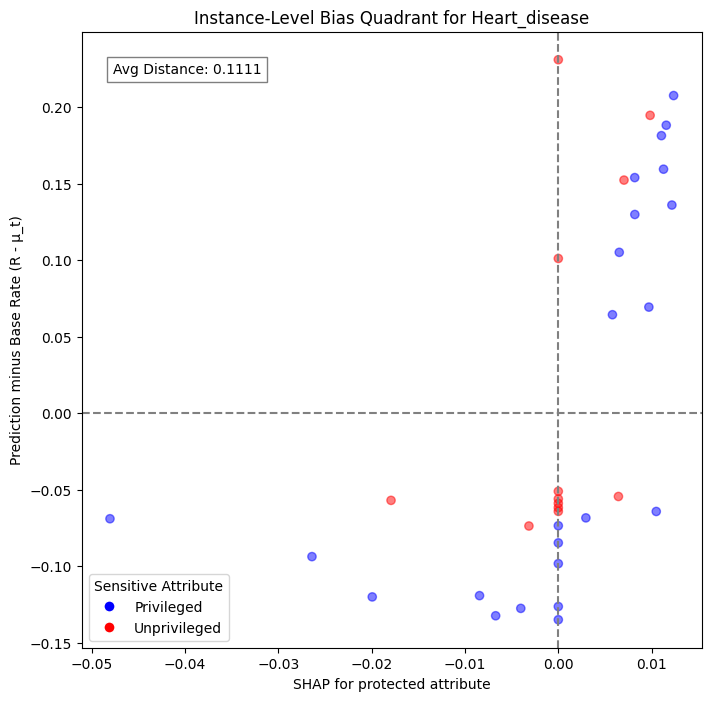 Instance-Level Bias Quadrant for Heart_disease
Avg Distance: 0.1111
Prediction minus Base Rate (R - μ_t)
0.20
0.15
0.10
0.05
0.00
−0.05
−0.10
−0.15
Sensitive Attribute
Privileged
Unprivileged
−0.05
−0.04
−0.03
−0.02
−0.01
0.00
0.01
SHAP for protected attribute